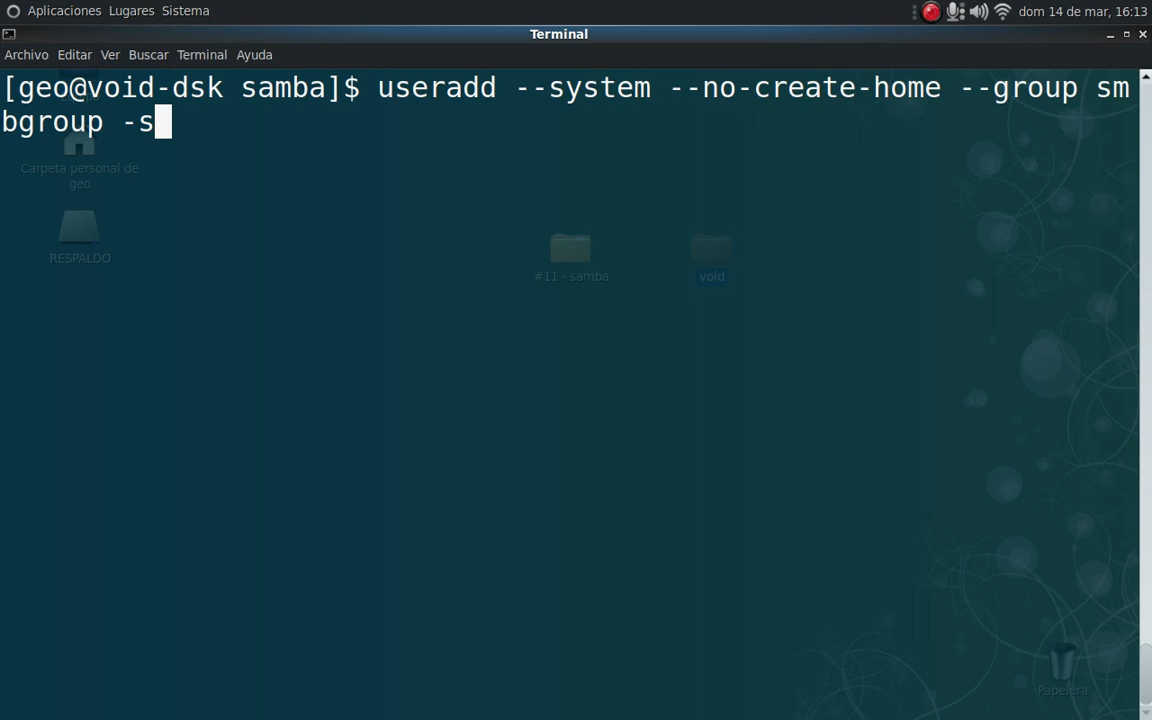 Aplicaciones Lugares Sistema
dom 14 de mar, 16:13
Terminal
Archivo Editar Ver Buscar Terminal Ayuda
[geo@void-dsk samba]$ useradd --system --no-create-home --group sm
bgroup -s
Carpeta personal de
geo
RESPALDO
#11 - samba
void
Papelera